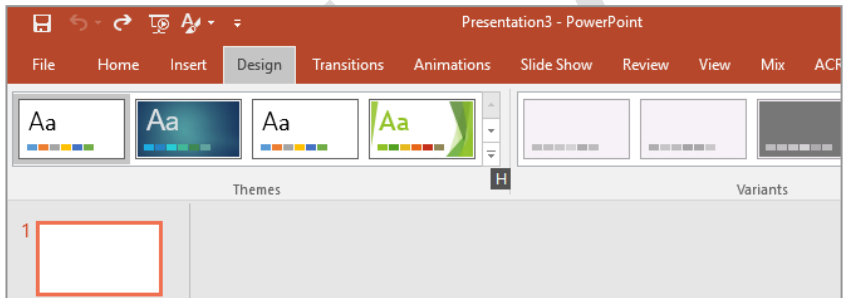 Presentation3 - PowerPoint
File Home Insert Design Transitions Animations Slide Show Review View Mix ACR
Aa Aa Aa Aa
H
Themes Variants
1